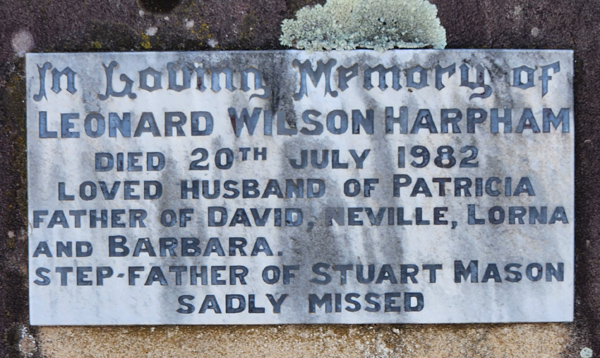 In Loving Memory of
LEONARD WILSON HARPHAM
DIED 20TH JULY 1982
LOVED HUSBAND OF PATRICIA
FATHER OF DAVID, NEVILLE, LORNA
AND BARBARA.
STEP-FATHER OF STUART MASON
SADLY MISSED